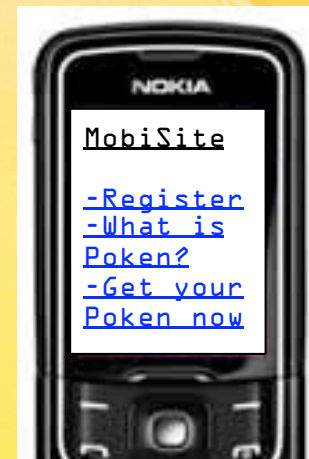 NOKIA
MobiSite
-Register
-What is
Poken?
-Get your
Poken now